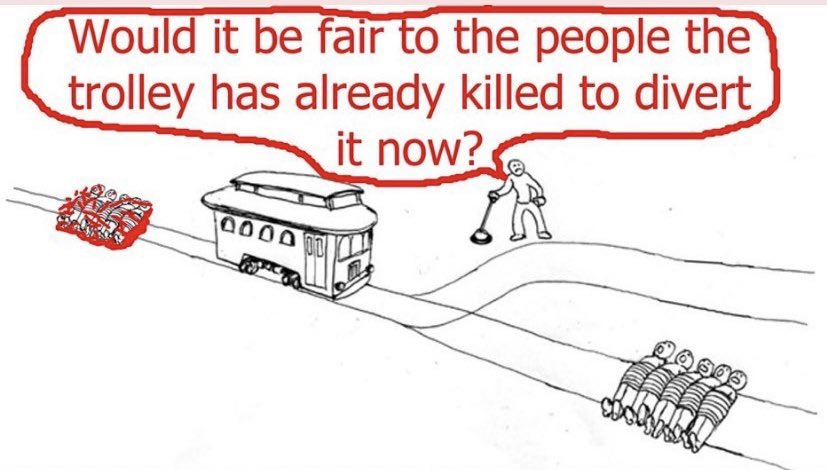 Would it be fair to the people the
trolley has already killed to divert
it now?